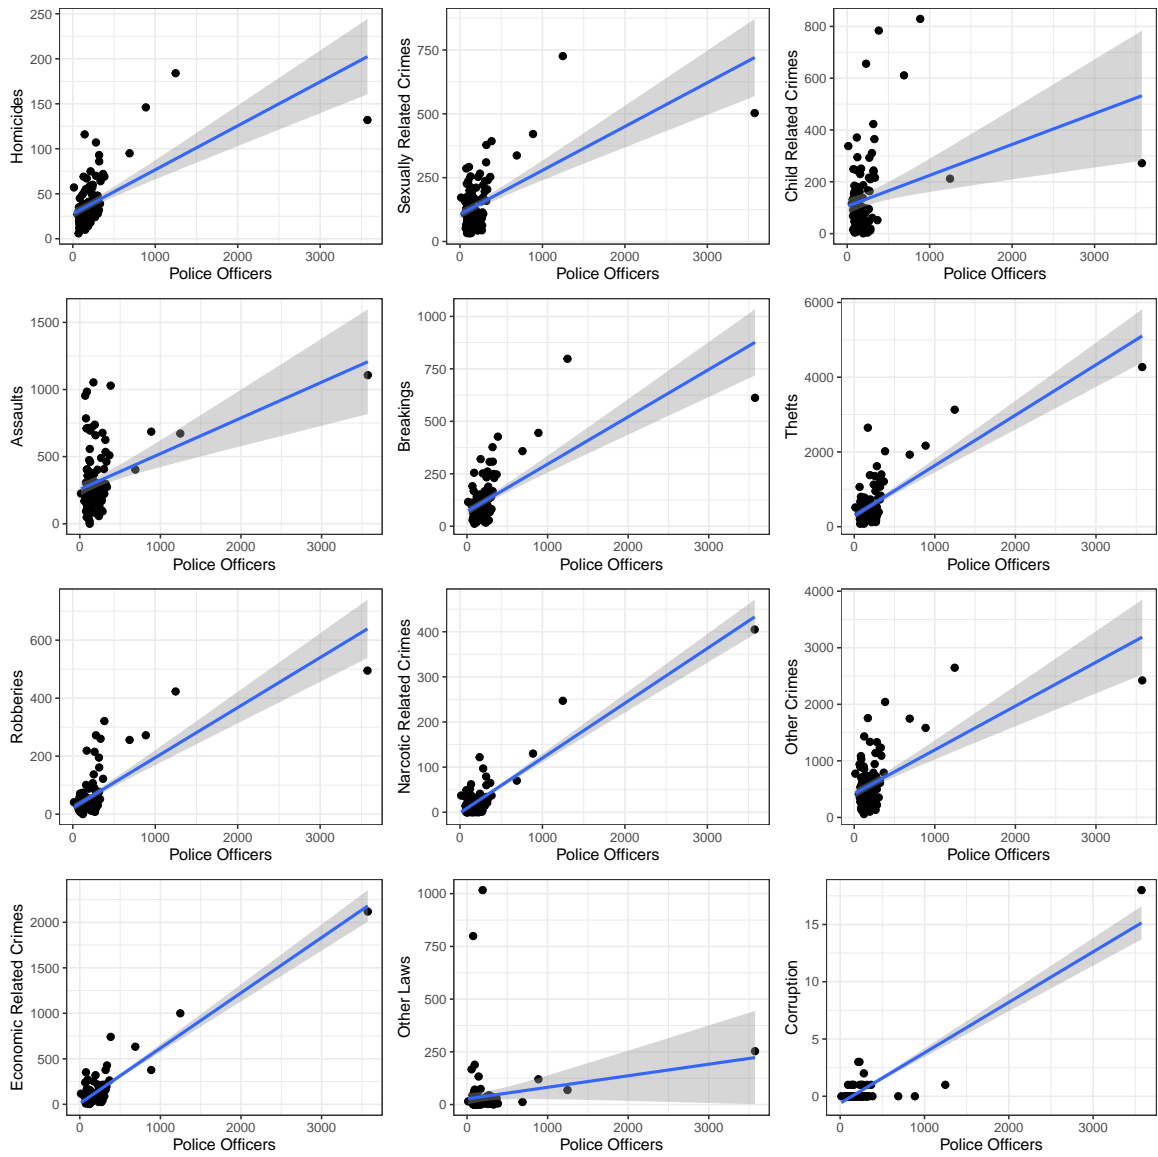 Homicides
250
200
150
100
50
0
0 1000 2000 3000
Police Officers
Sexually Related Crimes
750
500
250
0
0 1000 2000 3000
Police Officers
Child Related Crimes
800
600
400
200
0
0 1000 2000 3000
Police Officers
Assaults
1500
1000
500
0
0 1000 2000 3000
Police Officers
Breakings
1000
750
500
250
0
0 1000 2000 3000
Police Officers
Thefts
6000
4000
2000
0
0 1000 2000 3000
Police Officers
Robberies
600
400
200
0
0 1000 2000 3000
Police Officers
Narcotic Related Crimes
400
300
200
100
0
0 1000 2000 3000
Police Officers
Other Crimes
4000
3000
2000
1000
0
0 1000 2000 3000
Police Officers
Economic Related Crimes
2000
1500
1000
500
0
0 1000 2000 3000
Police Officers
Other Laws
1000
750
500
250
0
0 1000 2000 3000
Police Officers
Corruption
15
10
5
0
0 1000 2000 3000
Police Officers